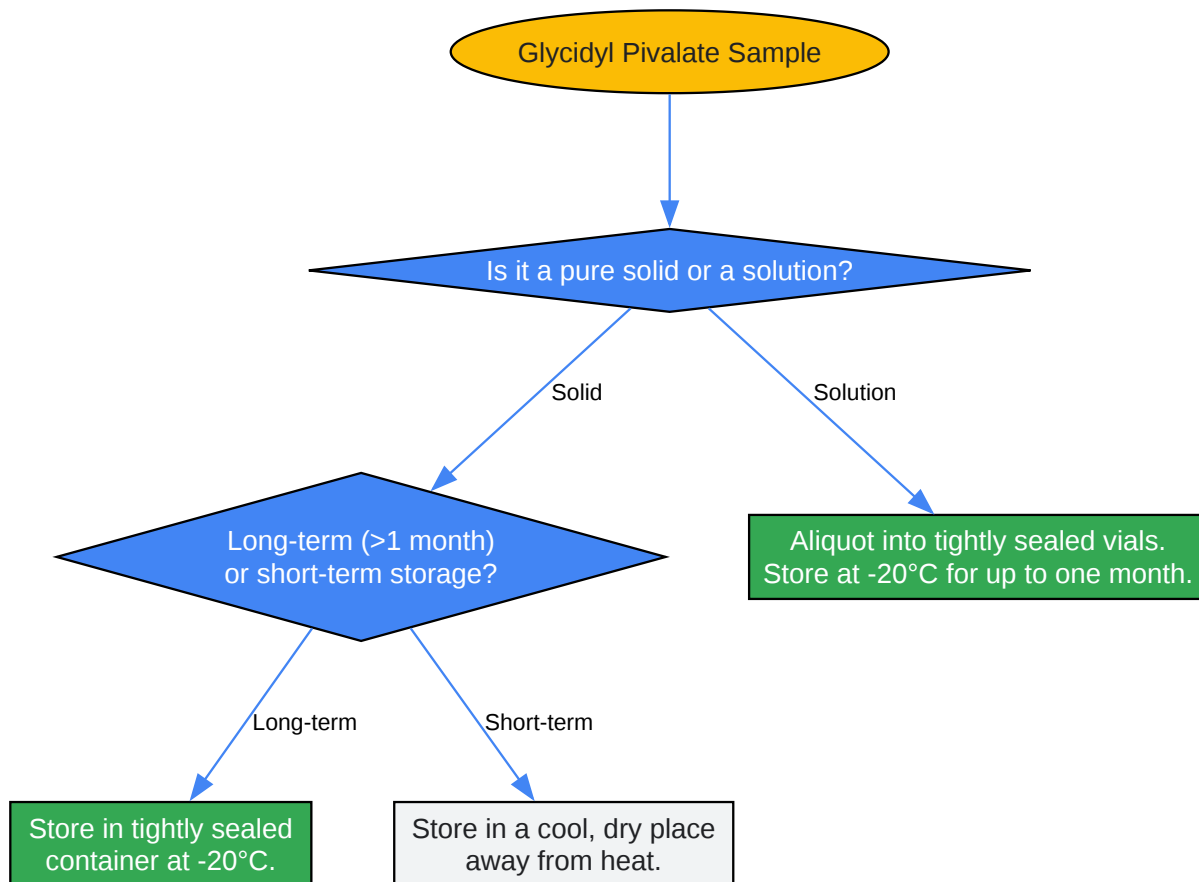 Glycidyl Pivalate Sample
Is it a pure solid or a solution?
Solid
Solution
Long-term (>1 month)
or short-term storage?
Aliquot into tightly sealed vials.
Store at -20°C for up to one month.
Long-term
Short-term
Store in tightly sealed
container at -20°C.
Store in a cool, dry place
away from heat.